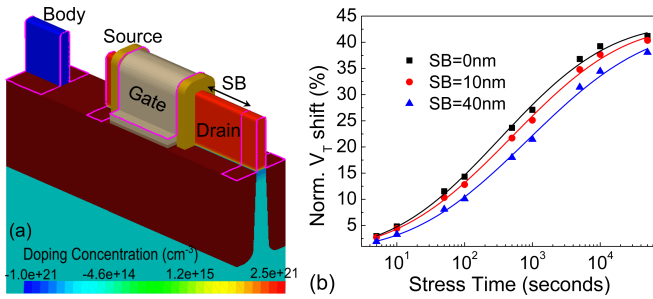 Body
Source
SB
Gate
Drain
(a)
Doping Concentration (cm⁻³)
-1.0e+21 -4.6e+14 1.2e+15 2.5e+21
Norm. V_T shift (%)
45
40
35
30
25
20
15
10
5
SB=0nm
SB=10nm
SB=40nm
10¹ 10² 10³ 10⁴
(b) Stress Time (seconds)